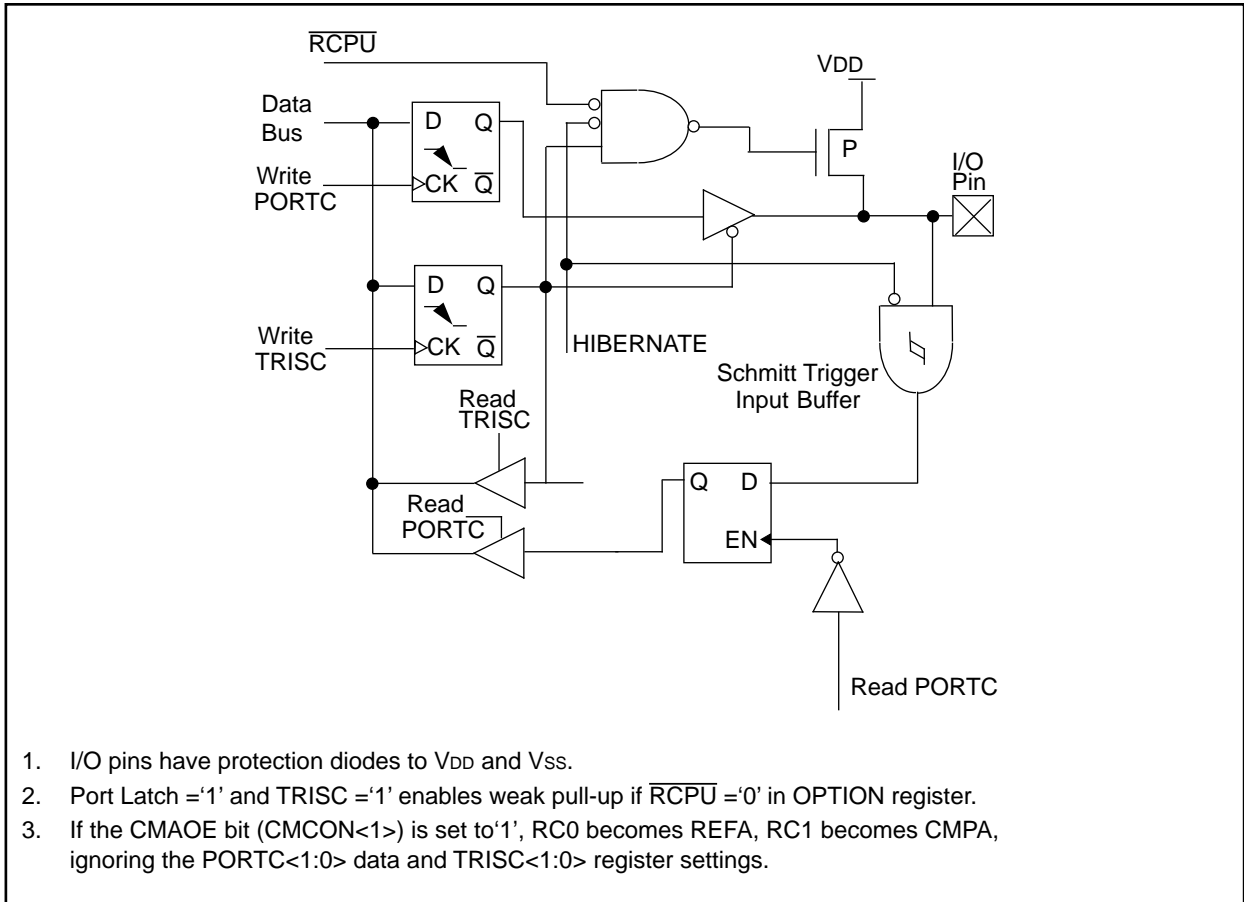 R̅C̅P̅U̅
VDD
Data
Bus
D Q
CK Q̅
Write
PORTC
P
I/O
Pin
D Q
CK Q̅
Write
TRISC
HIBERNATE
Schmitt Trigger
Input Buffer
Read
TRISC
Q D
EN
Read
PORTC
Read PORTC
1. I/O pins have protection diodes to VDD and VSS.
2. Port Latch =‘1’ and TRISC =‘1’ enables weak pull-up if R̅C̅P̅U̅ =‘0’ in OPTION register.
3. If the CMAOE bit (CMCON<1>) is set to‘1’, RC0 becomes REFA, RC1 becomes CMPA,
ignoring the PORTC<1:0> data and TRISC<1:0> register settings.